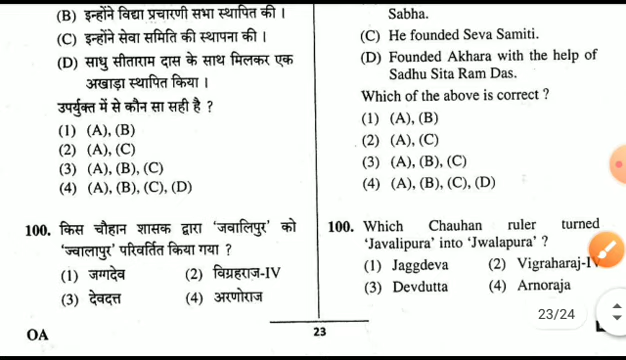 (B) इन्होंने विद्या प्रचारणी सभा स्थापित की ।
(C) इन्होंने सेवा समिति की स्थापना की ।
(D) साधु सीताराम दास के साथ मिलकर एक
अखाड़ा स्थापित किया ।
उपर्युक्त में से कौन सा सही है ?
(1) (A), (B)
(2) (A), (C)
(3) (A), (B), (C)
(4) (A), (B), (C), (D)
100. किस चौहान शासक द्वारा 'जवालिपुर' को
'ज्वालापुर' परिवर्तित किया गया ?
(1) जग्गदेव (2) विग्रहराज-IV
(3) देवदत्त (4) अरणोराज
Sabha.
(C) He founded Seva Samiti.
(D) Founded Akhara with the help of
Sadhu Sita Ram Das.
Which of the above is correct ?
(1) (A), (B)
(2) (A), (C)
(3) (A), (B), (C)
(4) (A), (B), (C), (D)
100. Which Chauhan ruler turned
'Javalipura' into 'Jwalapura' ?
(1) Jaggdeva (2) Vigraharaj-IV
(3) Devdutta (4) Arnoraja
23/24
OA 23